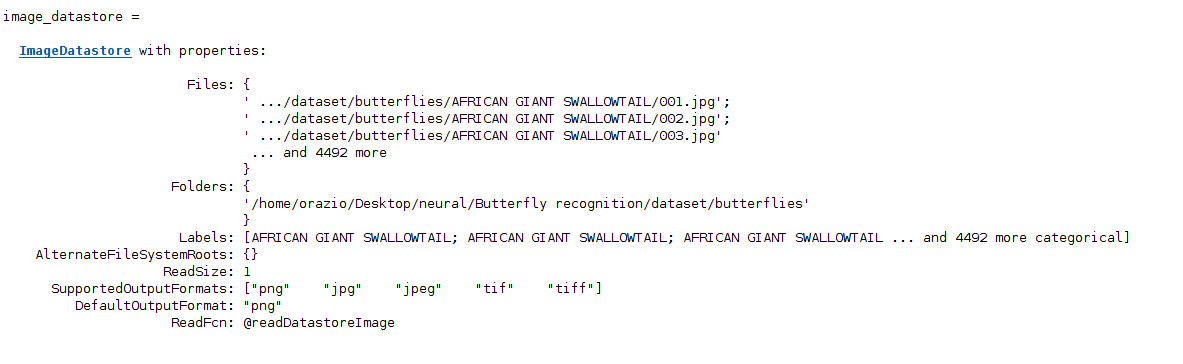 image_datastore =
ImageDatastore with properties:
Files: {
' .../dataset/butterflies/AFRICAN GIANT SWALLOWTAIL/001.jpg';
' .../dataset/butterflies/AFRICAN GIANT SWALLOWTAIL/002.jpg';
' .../dataset/butterflies/AFRICAN GIANT SWALLOWTAIL/003.jpg'
... and 4492 more
}
Folders: {
'/home/orazio/Desktop/neural/Butterfly recognition/dataset/butterflies'
}
Labels: [AFRICAN GIANT SWALLOWTAIL; AFRICAN GIANT SWALLOWTAIL; AFRICAN GIANT SWALLOWTAIL ... and 4492 more categorical]
AlternateFileSystemRoots: {}
ReadSize: 1
SupportedOutputFormats: ["png" "jpg" "jpeg" "tif" "tiff"]
DefaultOutputFormat: "png"
ReadFcn: @readDatastoreImage